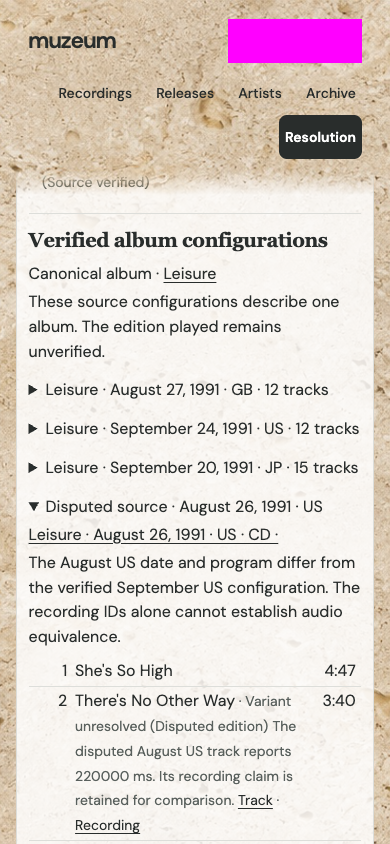 muzeum
Recordings Releases Artists Archive
Resolution
(Source verified)
Verified album configurations
Canonical album · Leisure
These source configurations describe one
album. The edition played remains
unverified.
▶ Leisure · August 27, 1991 · GB · 12 tracks
▶ Leisure · September 24, 1991 · US · 12 tracks
▶ Leisure · September 20, 1991 · JP · 15 tracks
▼ Disputed source · August 26, 1991 · US
Leisure · August 26, 1991 · US · CD ·
The August US date and program differ from
the verified September US configuration. The
recording IDs alone cannot establish audio
equivalence.
1 She's So High 4:47
2 There's No Other Way · Variant 3:40
unresolved (Disputed edition) The
disputed August US track reports
220000 ms. Its recording claim is
retained for comparison. Track ·
Recording